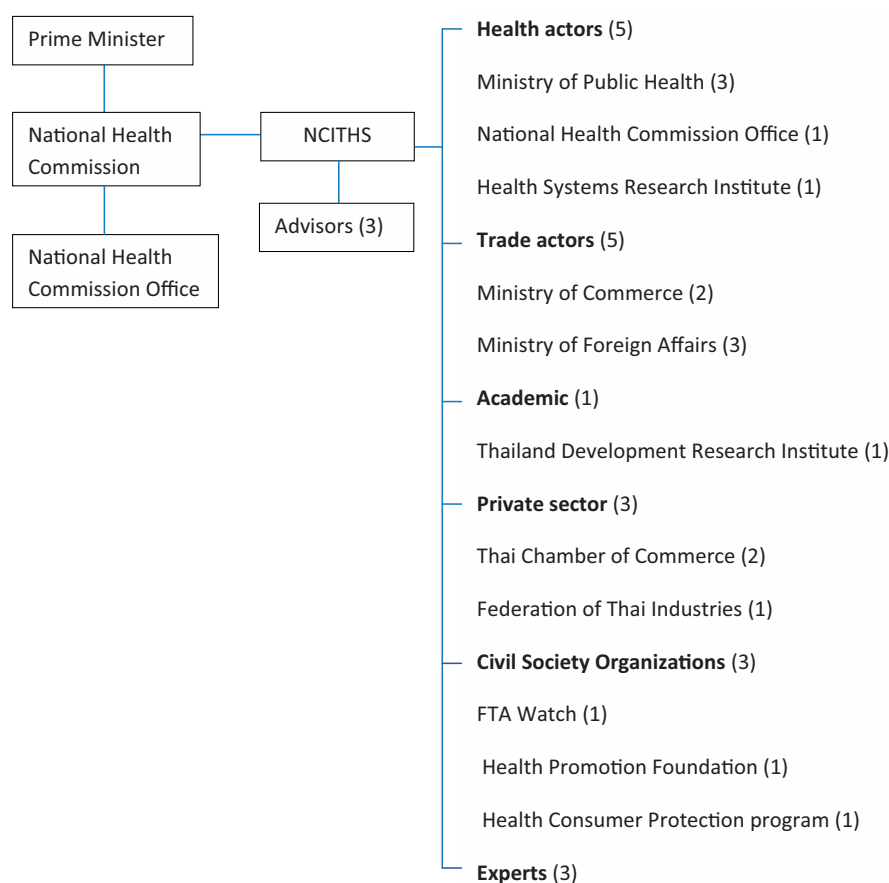 Prime Minister
National Health
Commission
National Health
Commission Office
NCITHS
Advisors (3)
Health actors (5)
Ministry of Public Health (3)
National Health Commission Office (1)
Health Systems Research Institute (1)
Trade actors (5)
Ministry of Commerce (2)
Ministry of Foreign Affairs (3)
Academic (1)
Thailand Development Research Institute (1)
Private sector (3)
Thai Chamber of Commerce (2)
Federation of Thai Industries (1)
Civil Society Organizations (3)
FTA Watch (1)
Health Promotion Foundation (1)
Health Consumer Protection program (1)
Experts (3)